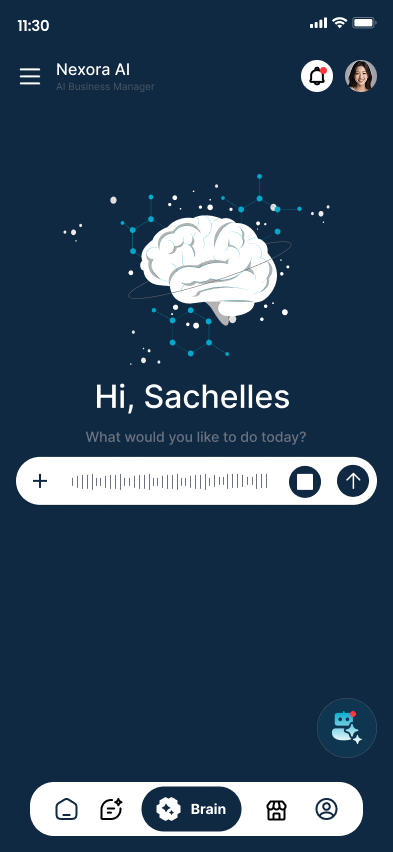 11:30
Nexora AI
AI Business Manager
Hi, Sachelles
What would you like to do today?
Brain